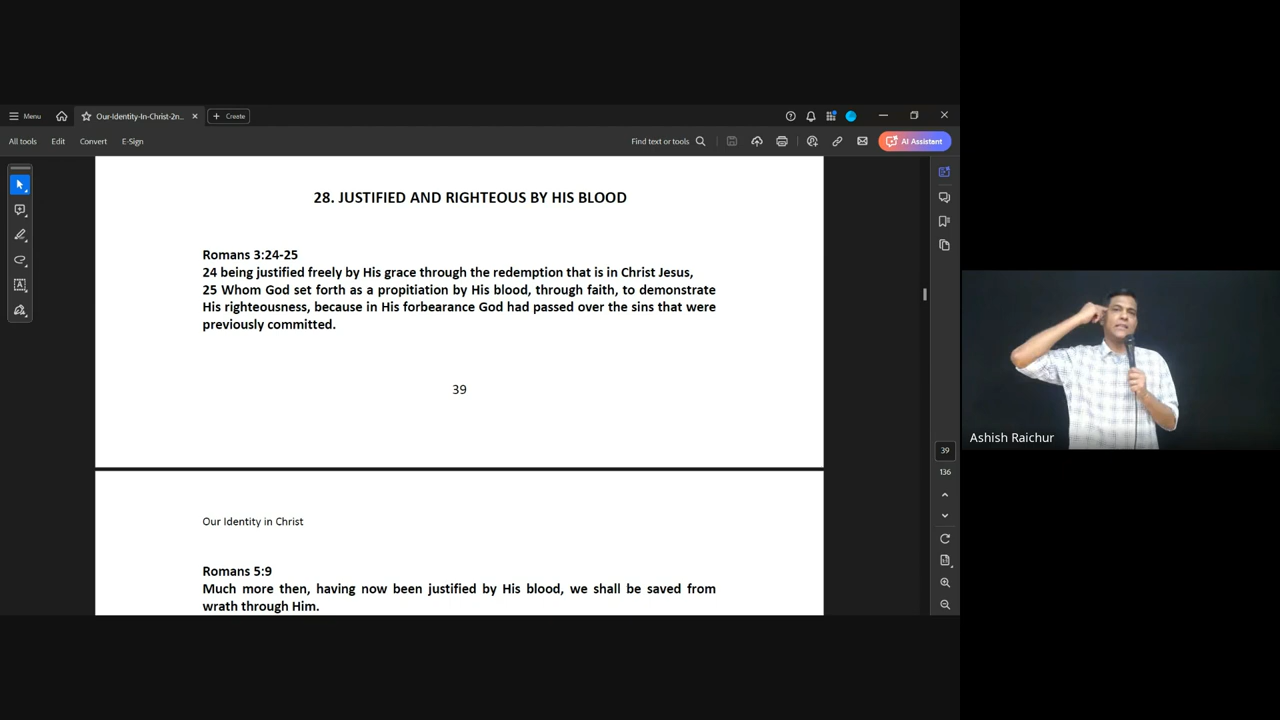 Menu
Our-Identity-In-Christ-2n...
Create
All tools
Edit
Convert
E-Sign
Find text or tools
AI Assistant
28. JUSTIFIED AND RIGHTEOUS BY HIS BLOOD
Romans 3:24-25
24 being justified freely by His grace through the redemption that is in Christ Jesus,
25 Whom God set forth as a propitiation by His blood, through faith, to demonstrate
His righteousness, because in His forbearance God had passed over the sins that were
previously committed.
39
Our Identity in Christ
Romans 5:9
Much more then, having now been justified by His blood, we shall be saved from
wrath through Him.
39
136
Ashish Raichur